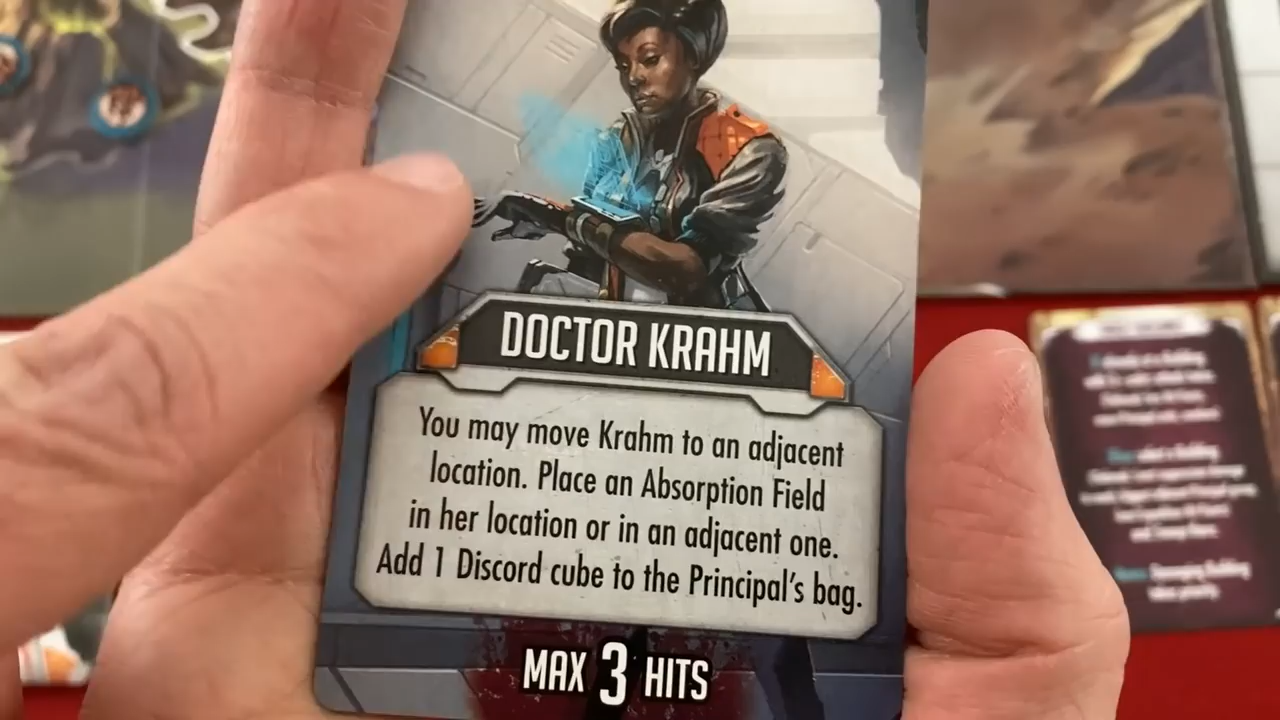 DOCTOR KRAHM
You may move Krahm to an adjacent
location. Place an Absorption Field
in her location or in an adjacent one.
Add 1 Discord cube to the Principal's bag.
MAX 3 HITS